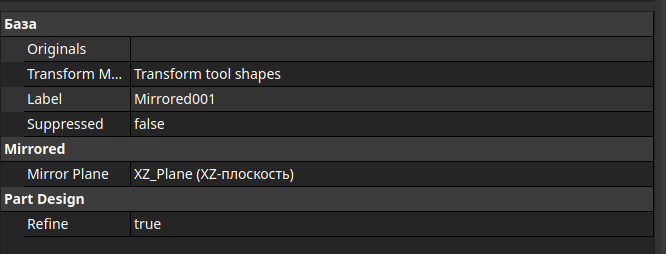 База
Originals
Transform M... Transform tool shapes
Label Mirrored001
Suppressed false
Mirrored
Mirror Plane XZ_Plane (XZ-плоскость)
Part Design
Refine true